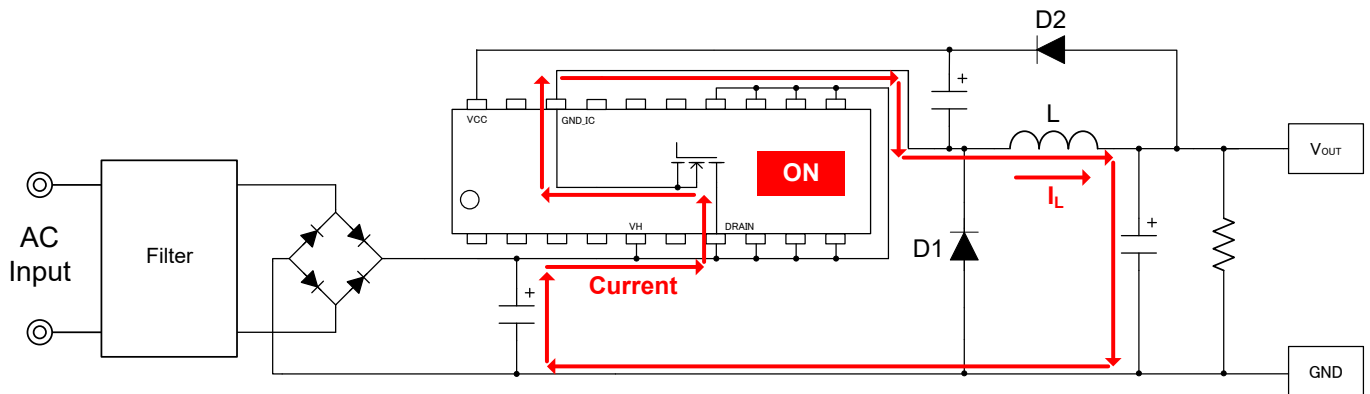 D2
VCC
GND_IC
ON
L
VOUT
IL
AC
Input
Filter
VH
DRAIN
D1
Current
GND
+
+
+